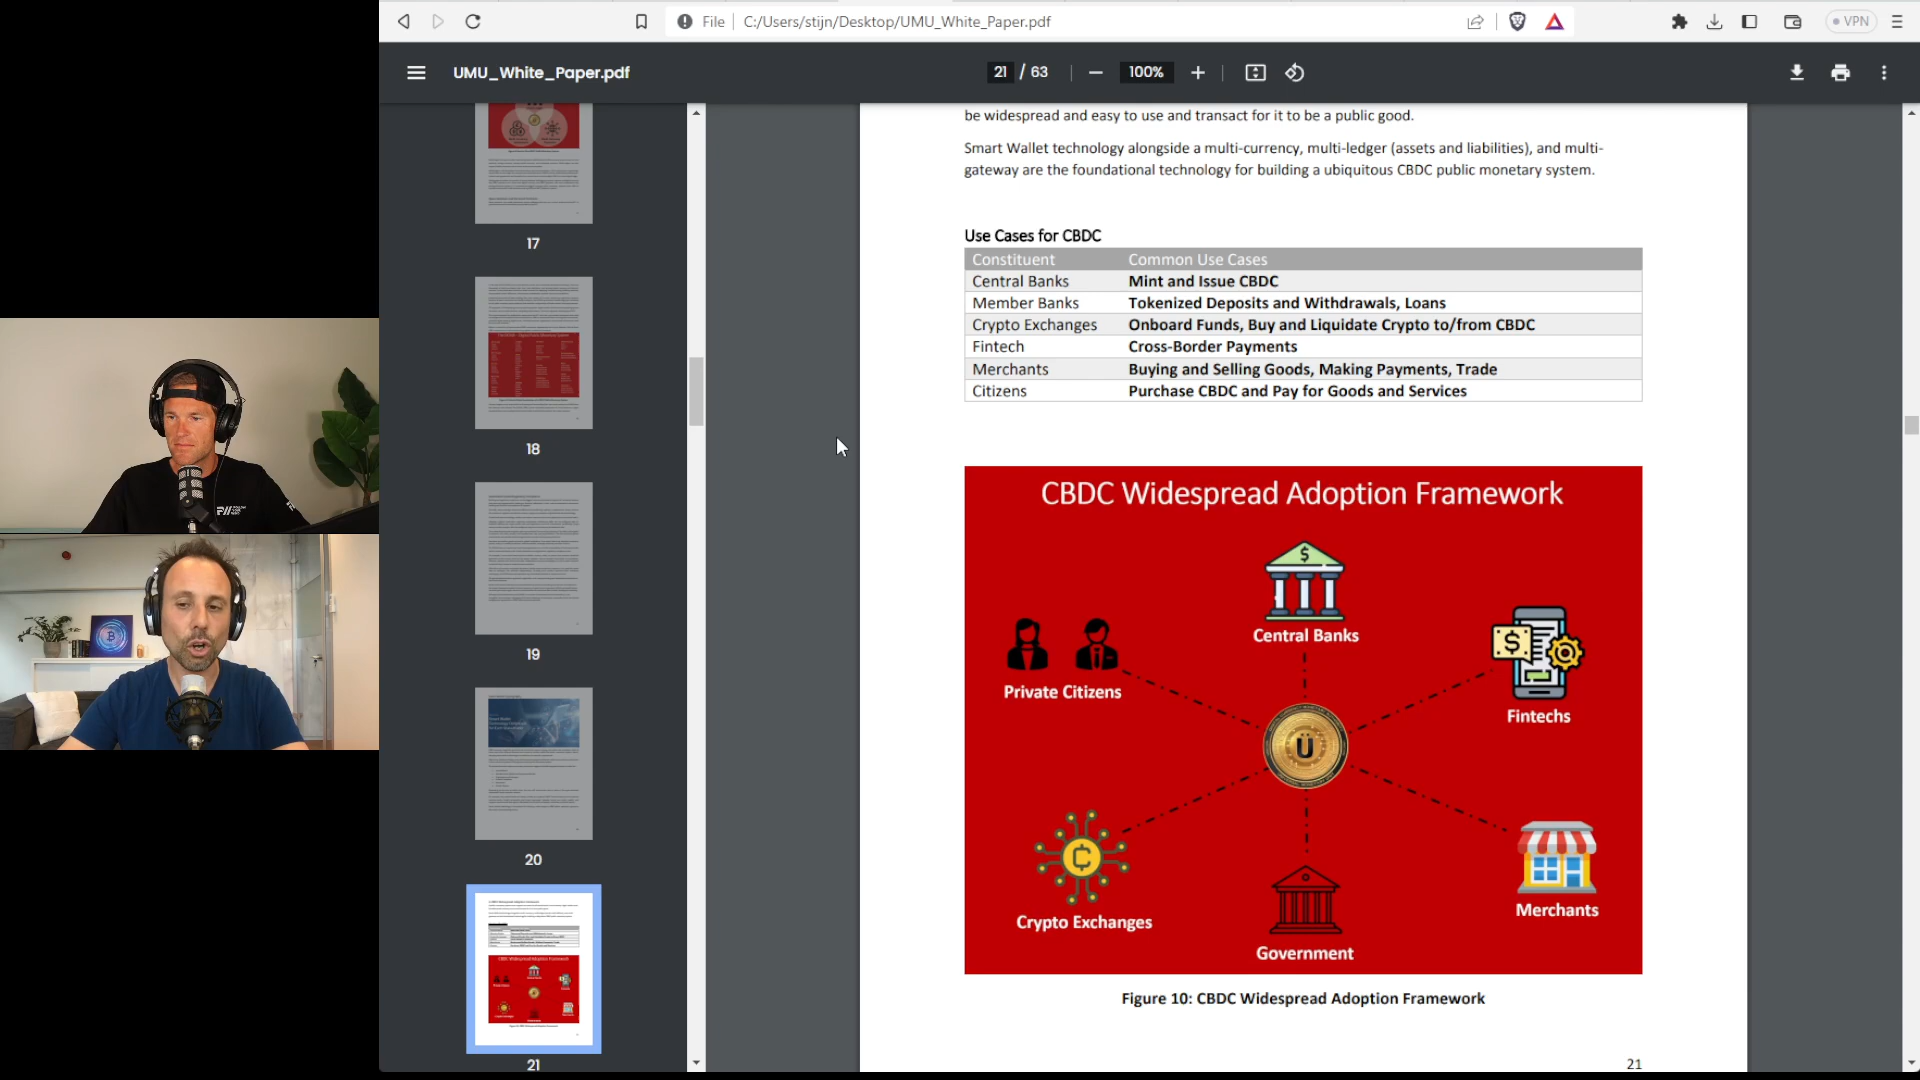 File C:/Users/stijn/Desktop/UMU_White_Paper.pdf
VPN
UMU_White_Paper.pdf
21 / 63
100%
17
18
19
20
21
be widespread and easy to use and transact for it to be a public good.
Smart Wallet technology alongside a multi-currency, multi-ledger (assets and liabilities), and multi-
gateway are the foundational technology for building a ubiquitous CBDC public monetary system.
Use Cases for CBDC
Constituent Common Use Cases
Central Banks Mint and Issue CBDC
Member Banks Tokenized Deposits and Withdrawals, Loans
Crypto Exchanges Onboard Funds, Buy and Liquidate Crypto to/from CBDC
Fintech Cross-Border Payments
Merchants Buying and Selling Goods, Making Payments, Trade
Citizens Purchase CBDC and Pay for Goods and Services
CBDC Widespread Adoption Framework
Central Banks
Private Citizens
Fintechs
Ü
Crypto Exchanges
Merchants
Government
Figure 10: CBDC Widespread Adoption Framework
21